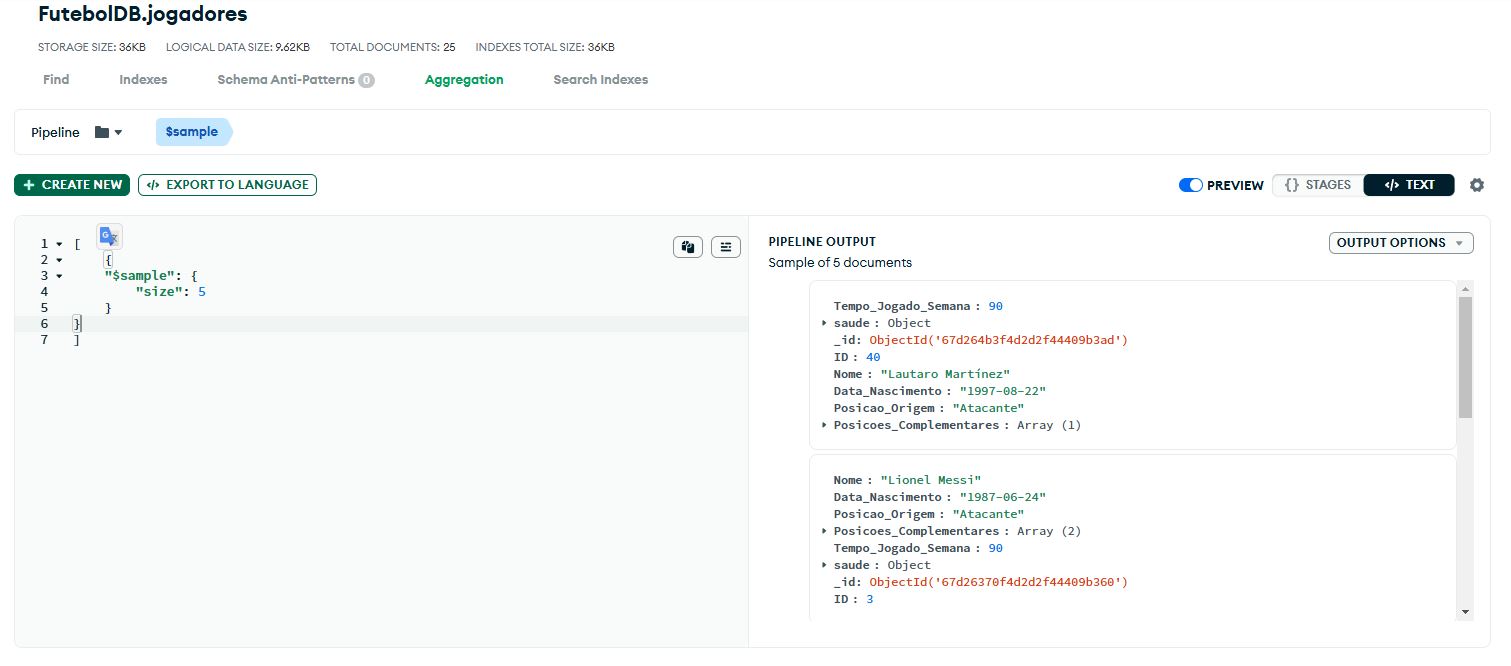 FutebolDB.jogadores
STORAGE SIZE: 36KB LOGICAL DATA SIZE: 9.62KB TOTAL DOCUMENTS: 25 INDEXES TOTAL SIZE: 36KB
Find Indexes Schema Anti-Patterns 0 Aggregation Search Indexes
Pipeline $sample
+ CREATE NEW </> EXPORT TO LANGUAGE PREVIEW {} STAGES </> TEXT
1 [
2 {
3 "$sample": {
4 "size": 5
5 }
6 }
7 ]
PIPELINE OUTPUT
OUTPUT OPTIONS
Sample of 5 documents
Tempo_Jogado_Semana : 90
saude : Object
_id: ObjectId('67d264b3f4d2d2f44409b3ad')
ID : 40
Nome : "Lautaro Martínez"
Data_Nascimento : "1997-08-22"
Posicao_Origem : "Atacante"
Posicoes_Complementares : Array (1)
Nome : "Lionel Messi"
Data_Nascimento : "1987-06-24"
Posicao_Origem : "Atacante"
Posicoes_Complementares : Array (2)
Tempo_Jogado_Semana : 90
saude : Object
_id: ObjectId('67d26370f4d2d2f44409b360')
ID : 3